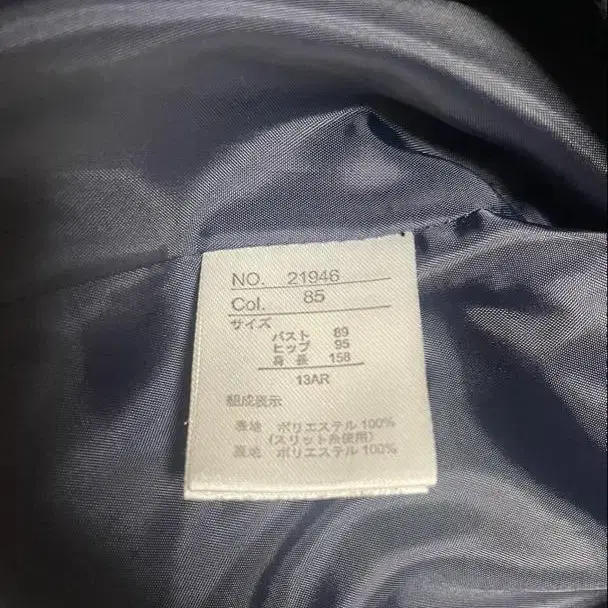 NO. 21946
Col. 85
サイズ
バスト 89
ヒップ 95
身長 158
13AR
組成表示
表地 ポリエステル100%
(スリット糸使用)
裏地 ポリエステル100%